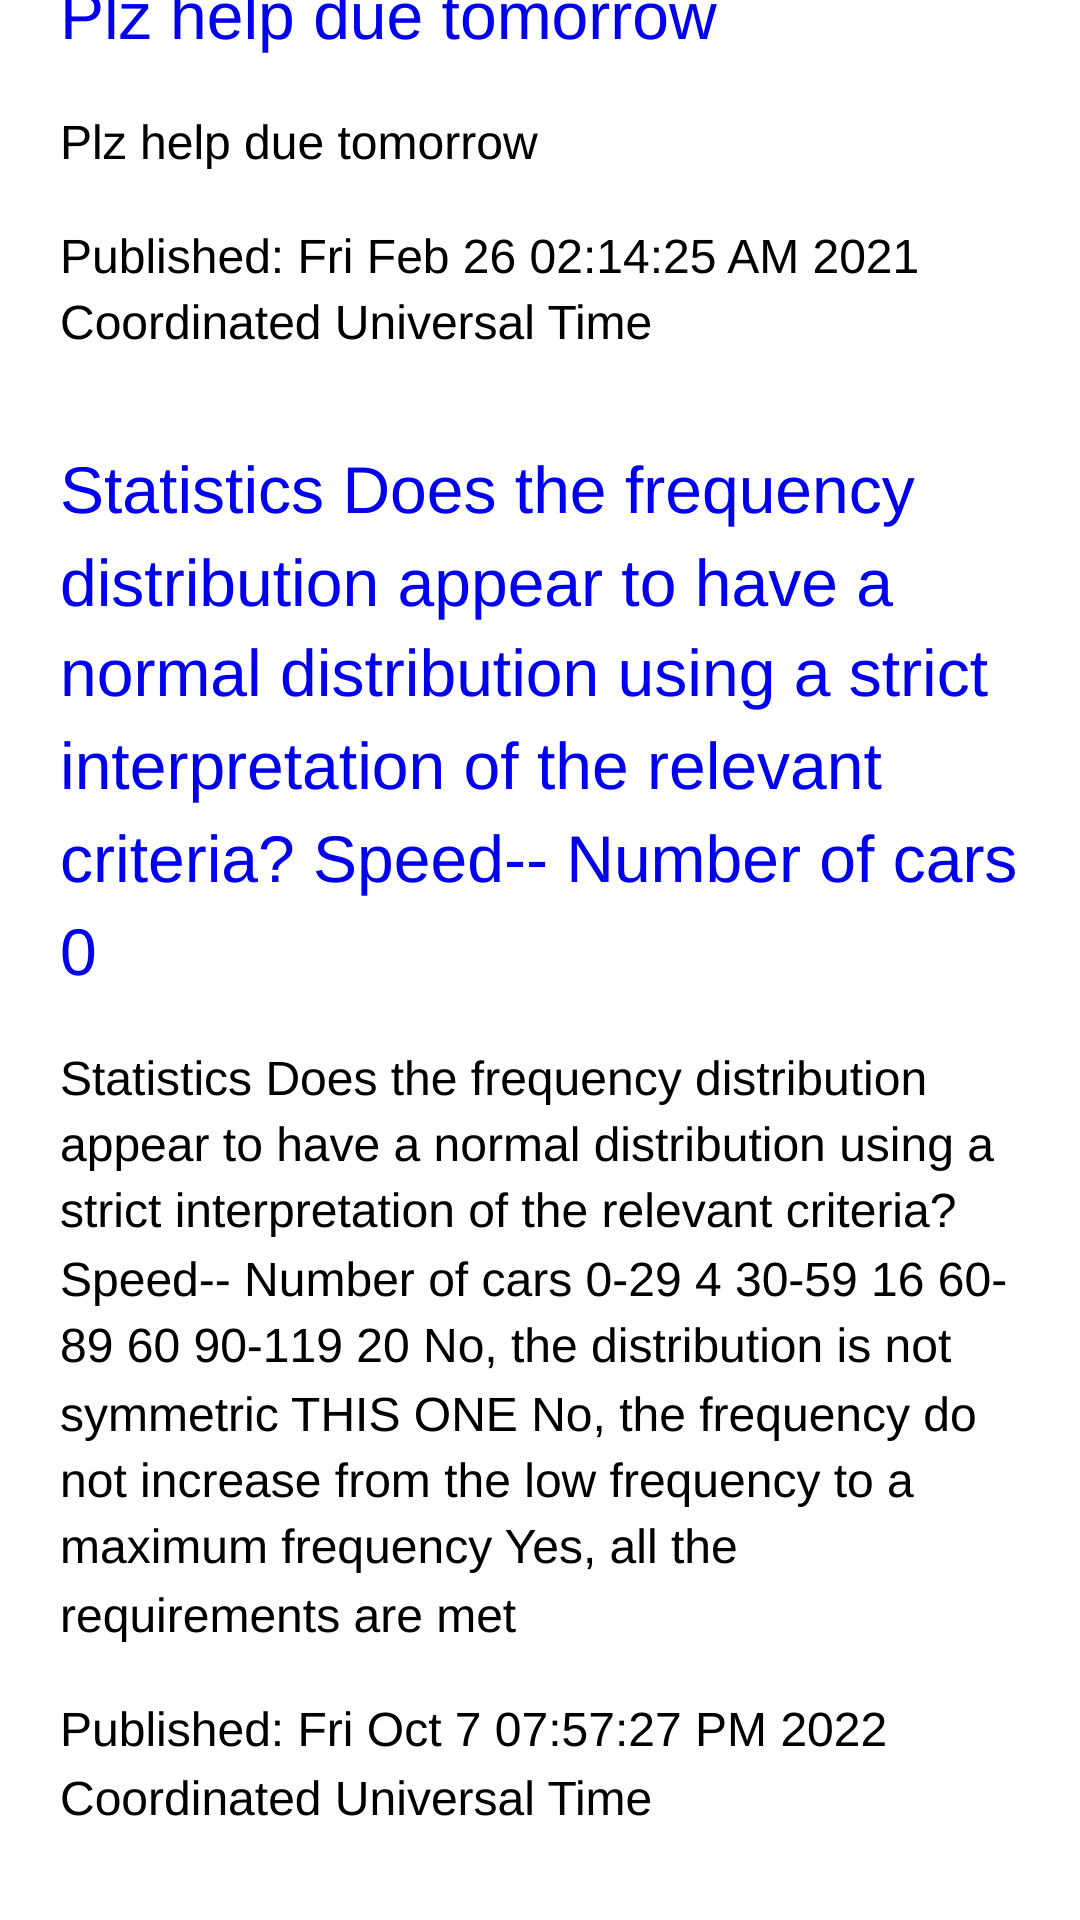 Plz help due tomorrow
Plz help due tomorrow
Published: Fri Feb 26 02:14:25 AM 2021
Coordinated Universal Time
Statistics Does the frequency
distribution appear to have a
normal distribution using a strict
interpretation of the relevant
criteria? Speed-- Number of cars
0
Statistics Does the frequency distribution
appear to have a normal distribution using a
strict interpretation of the relevant criteria?
Speed-- Number of cars 0-29 4 30-59 16 60-
89 60 90-119 20 No, the distribution is not
symmetric THIS ONE No, the frequency do
not increase from the low frequency to a
maximum frequency Yes, all the
requirements are met
Published: Fri Oct 7 07:57:27 PM 2022
Coordinated Universal Time